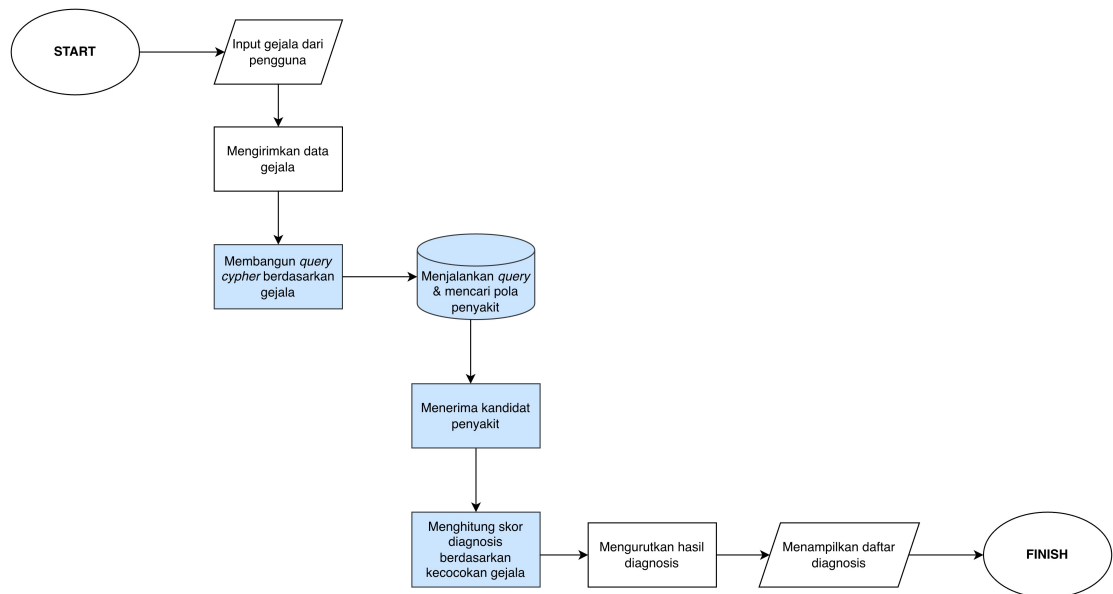 START
Input gejala dari
pengguna
Mengirimkan data
gejala
Membangun query
cypher berdasarkan
gejala
Menjalankan query
& mencari pola
penyakit
Menerima kandidat
penyakit
Menghitung skor
diagnosis
berdasarkan
kecocokan gejala
Mengurutkan hasil
diagnosis
Menampilkan daftar
diagnosis
FINISH